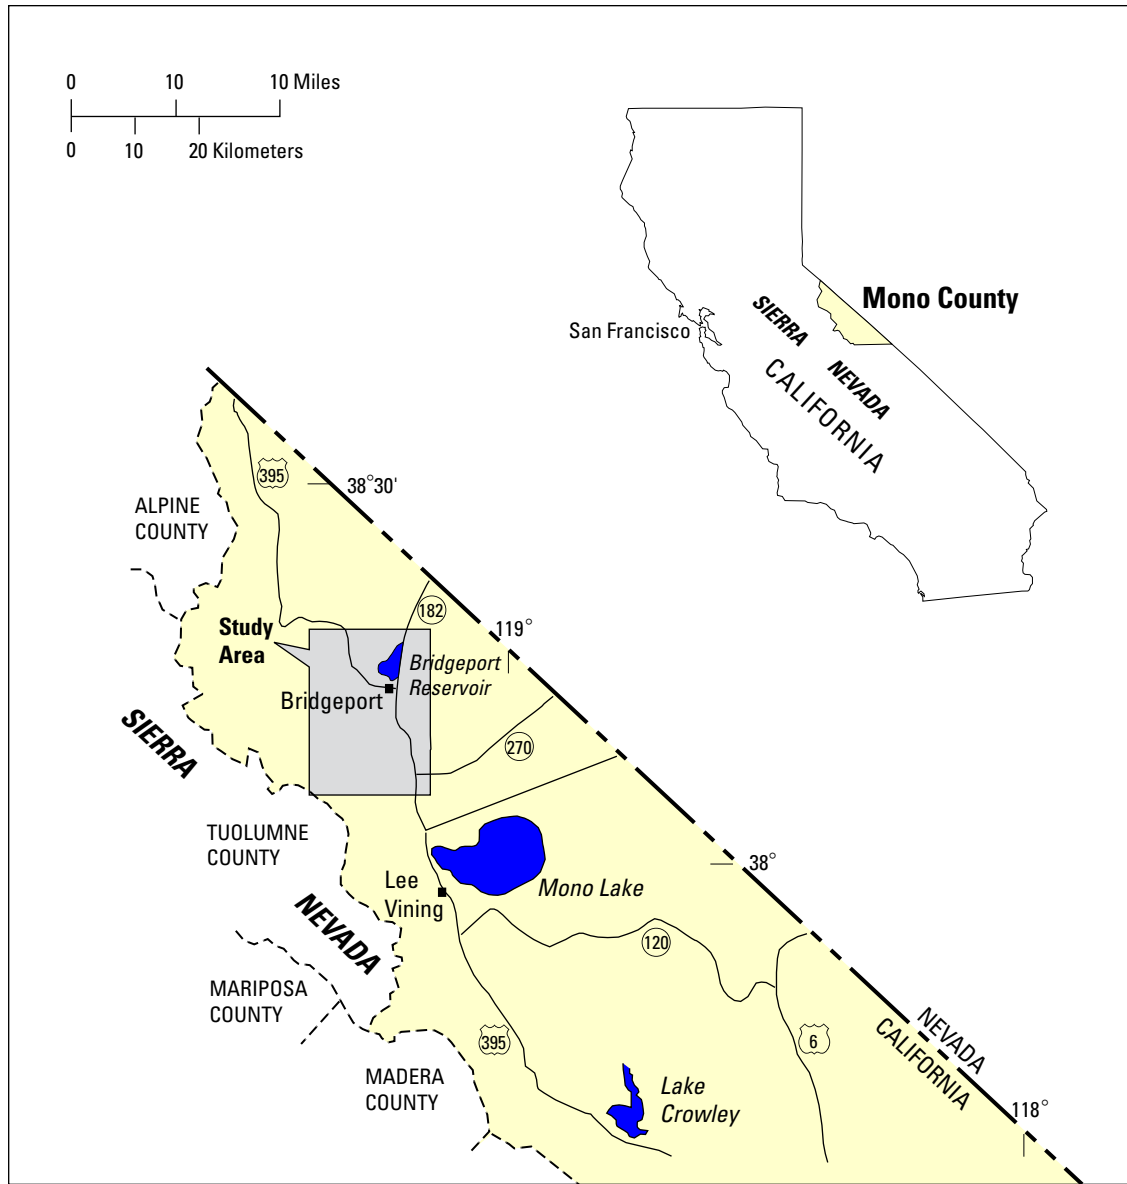 0 10 10 Miles
0 10 20 Kilometers
Mono County
San Francisco
SIERRA
NEVADA
CALIFORNIA
395
38°30'
ALPINE
COUNTY
182
119°
Study
Area
Bridgeport
Reservoir
Bridgeport
SIERRA
270
TUOLUMNE
COUNTY
38°
Lee
Vining
Mono Lake
NEVADA
120
MARIPOSA
COUNTY
395
6
NEVADA
CALIFORNIA
MADERA
COUNTY
Lake
Crowley
118°